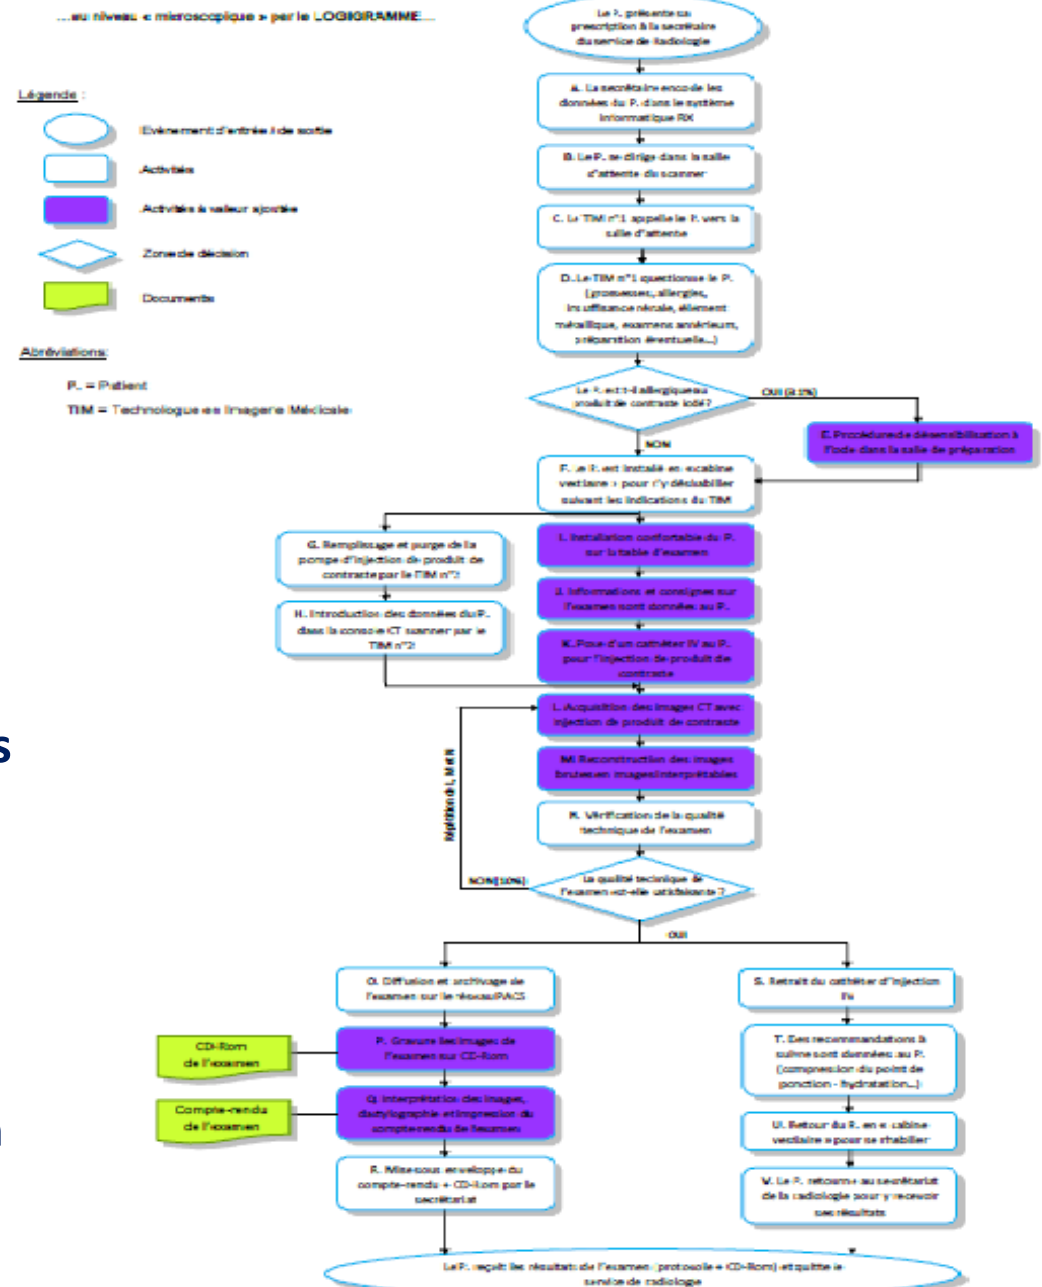 ...au niveau « microscopique » par le LOGIGRAMME...
Légende :
Evènement d'entrée / de sortie
Activités
Activités à valeur ajoutée
Zone de décision
Documents
Abréviations:
P. = Patient
TIM = Technologue en Imagerie Médicale
Le P. présente sa
prescription à la secrétaire
du service de Radiologie
A. La secrétaire encode les
données du P. dans le système
informatique RX
B. Le P. se dirige dans la salle
d'attente du scanner
C. Le TIM n°1 appelle le P. vers la
salle d'attente
D. Le TIM n°1 questionne le P.
(grossesses, allergies,
insuffisance rénale, élément
métallique, examens antérieurs,
préparation éventuelle...)
Le P. est-il allergique au
produit de contraste iodé?
OUI
NON
E. Procédure de désensibilisation à
l'iode dans la salle de préparation
F. Le P. est installé en « cabine
vestiaire » pour s'y déshabiller
suivant les indications du TIM
G. Remplissage et purge de la
pompe d'injection de produit de
contraste par le TIM n°2
H. Introduction des données du P.
dans la console CT scanner par le
TIM n°2
I. Installation confortable du P.
sur la table d'examen
J. Informations et consignes sur
l'examen sont données au P.
K. Pose d'un cathéter IV au P.
pour l'injection de produit de
contraste
L. Acquisition des images CT avec
injection de produit de contraste
M. Reconstruction des images
brutes en images interprétables
Répétition de L, M et N
Vérification de la qualité
technique de l'examen
NON (10%)
La qualité technique de
l'examen est-elle satisfaisante ?
OUI
O. Diffusion et archivage de
l'examen sur le réseau PACS
P. Gravure les images de
l'examen sur CD-Rom
CD-Rom
de l'examen
Q. Interprétation des images,
dactylographie et impression du
compte-rendu de l'examen
Compte-rendu
de l'examen
R. Mise sous enveloppe du
compte-rendu + CD-Rom par le
secrétariat
S. Retrait du cathéter d'injection
IV
T. Des recommandations à
suivre sont données au P.
(compression du point de
ponction - hydratation...)
U. Retour du P. en « cabine
vestiaire » pour se rhabiller
V. Le P. retourne au secrétariat
de la radiologie pour y recevoir
ses résultats
Le P. reçoit les résultats de l'examen (protocole + CD-Rom) et quitte le
service de radiologie
s